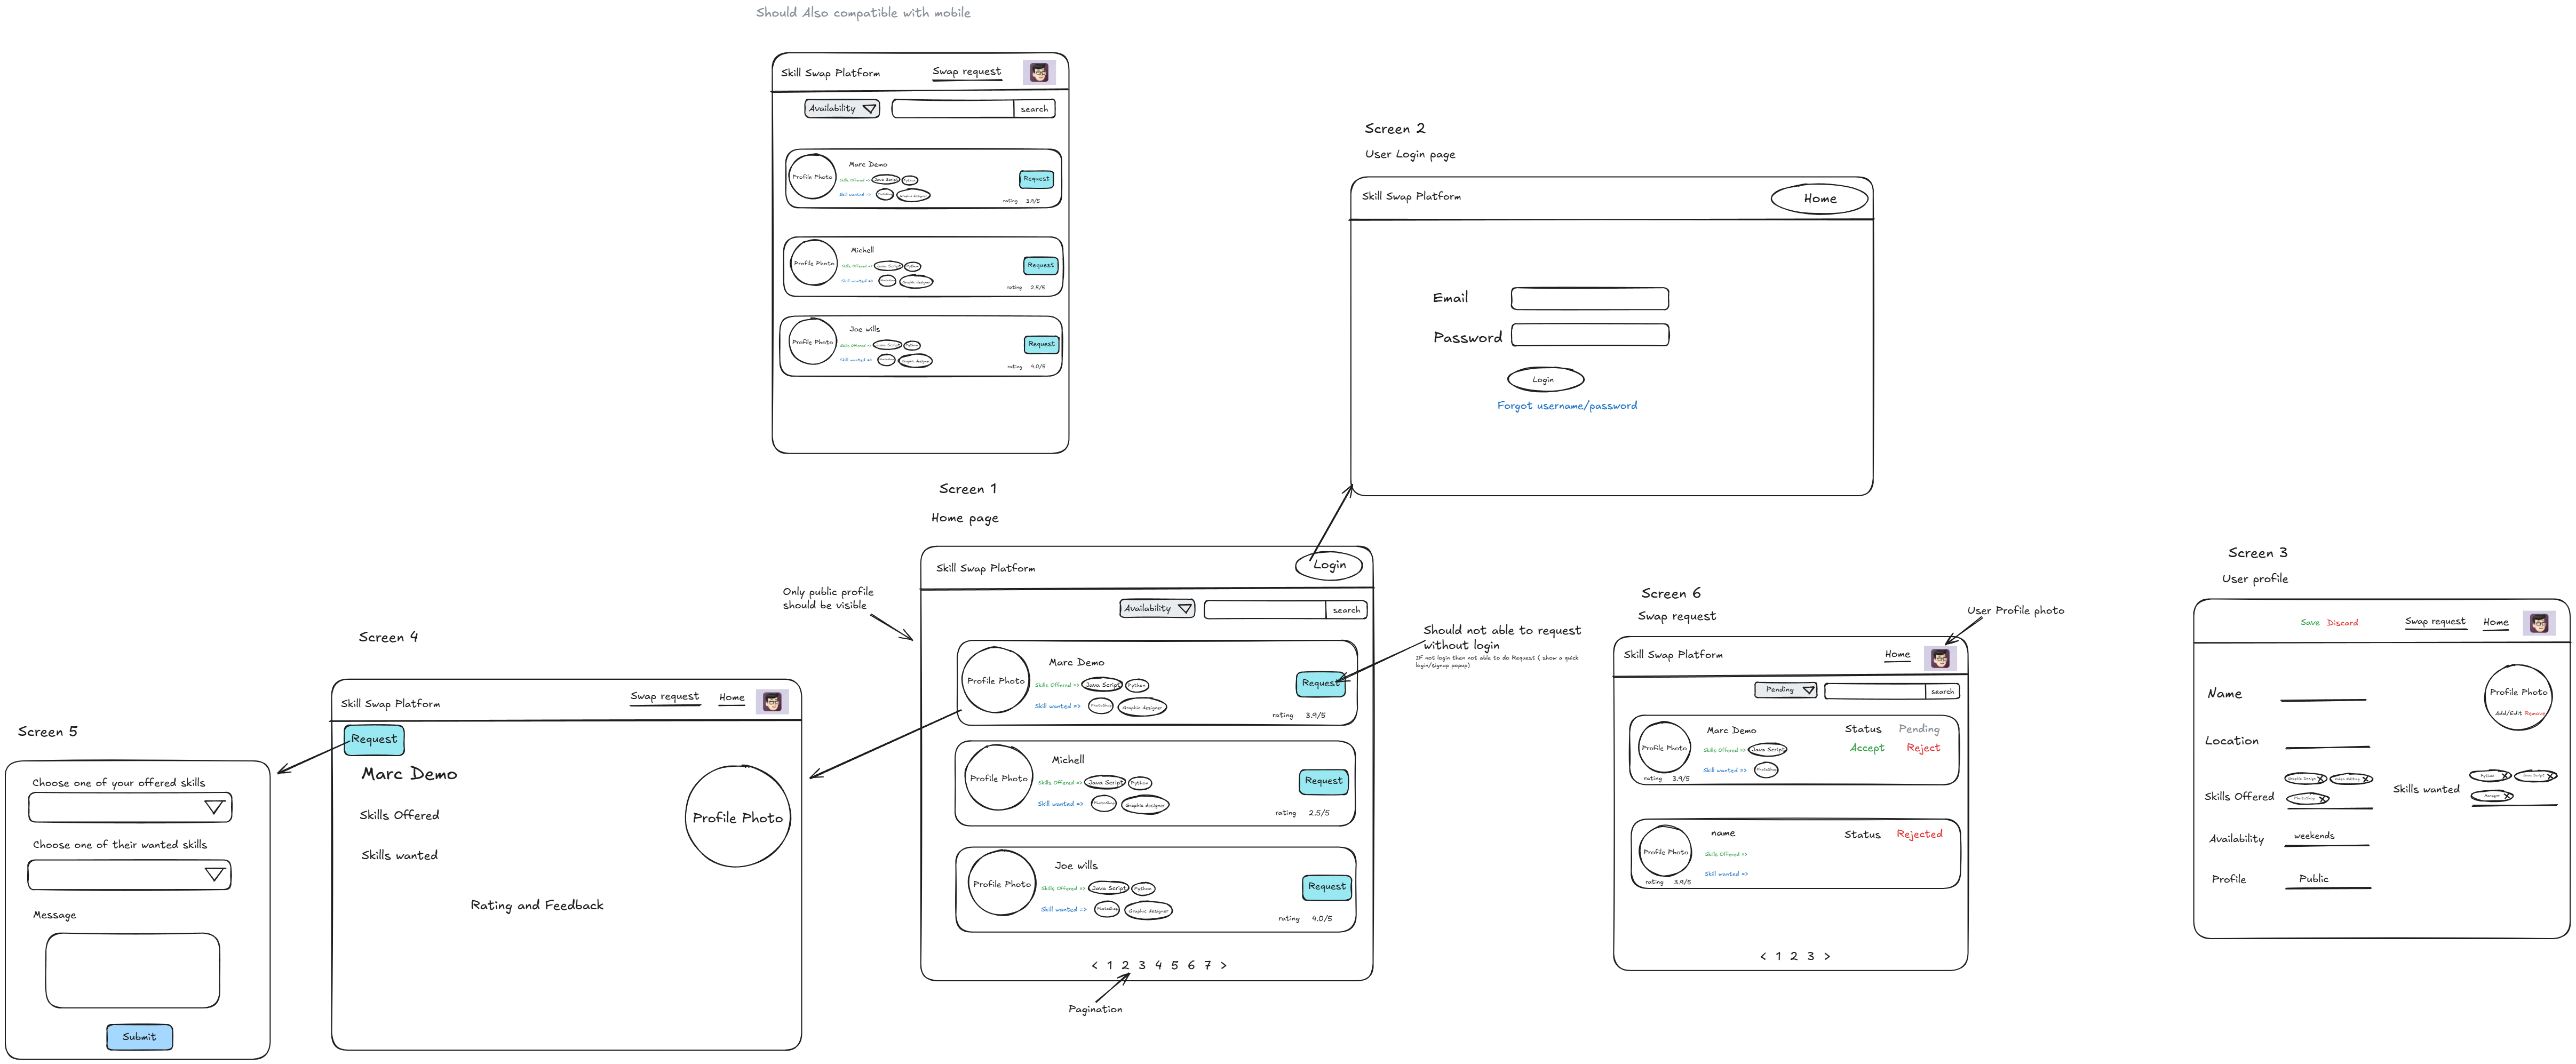 Should Also compatible with mobile
Skill Swap Platform
Swap request
Availability
search
Marc Demo
Profile Photo
Skills Offered =>
Java Script
Python
Skill wanted =>
Photoshop
Graphic designer
Request
rating 3.9/5
Michell
Profile Photo
Skills Offered =>
Java Script
Python
Skill wanted =>
Photoshop
Graphic designer
Request
rating 2.5/5
Joe wills
Profile Photo
Skills Offered =>
Java Script
Python
Skill wanted =>
Photoshop
Graphic designer
Request
rating 4.0/5
Screen 2
User Login page
Skill Swap Platform
Home
Email
Password
Login
Forgot username/password
Screen 1
Home page
Skill Swap Platform
Login
Only public profile
should be visible
Availability
search
Should not able to request
without login
IF not login then not able to do Request ( show a quick
login/signup popup)
Marc Demo
Profile Photo
Skills Offered =>
Java Script
Python
Skill wanted =>
Photoshop
Graphic designer
Request
rating 3.9/5
Michell
Profile Photo
Skills Offered =>
Java Script
Python
Skill wanted =>
Photoshop
Graphic designer
Request
rating 2.5/5
Joe wills
Profile Photo
Skills Offered =>
Java Script
Python
Skill wanted =>
Photoshop
Graphic designer
Request
rating 4.0/5
< 1 2 3 4 5 6 7 >
Pagination
Screen 3
User profile
Save Discard
Swap request
Home
Name
Profile Photo
Add/Edit Remove
Location
Skills Offered
Graphic Design X
Video Editing X
Photoshop X
Skills wanted
Python X
Java Script X
Manager X
Availability
weekends
Profile
Public
Screen 6
Swap request
User Profile photo
Skill Swap Platform
Home
Pending
search
Marc Demo
Profile Photo
Skills Offered =>
Java Script
Skill wanted =>
Photoshop
rating 3.9/5
Status Pending
Accept Reject
name
Profile Photo
Skills Offered =>
Skill wanted =>
rating 3.9/5
Status Rejected
< 1 2 3 >
Screen 4
Skill Swap Platform
Swap request
Home
Request
Marc Demo
Skills Offered
Skills wanted
Profile Photo
Rating and Feedback
Screen 5
Choose one of your offered skills
Choose one of their wanted skills
Message
Submit